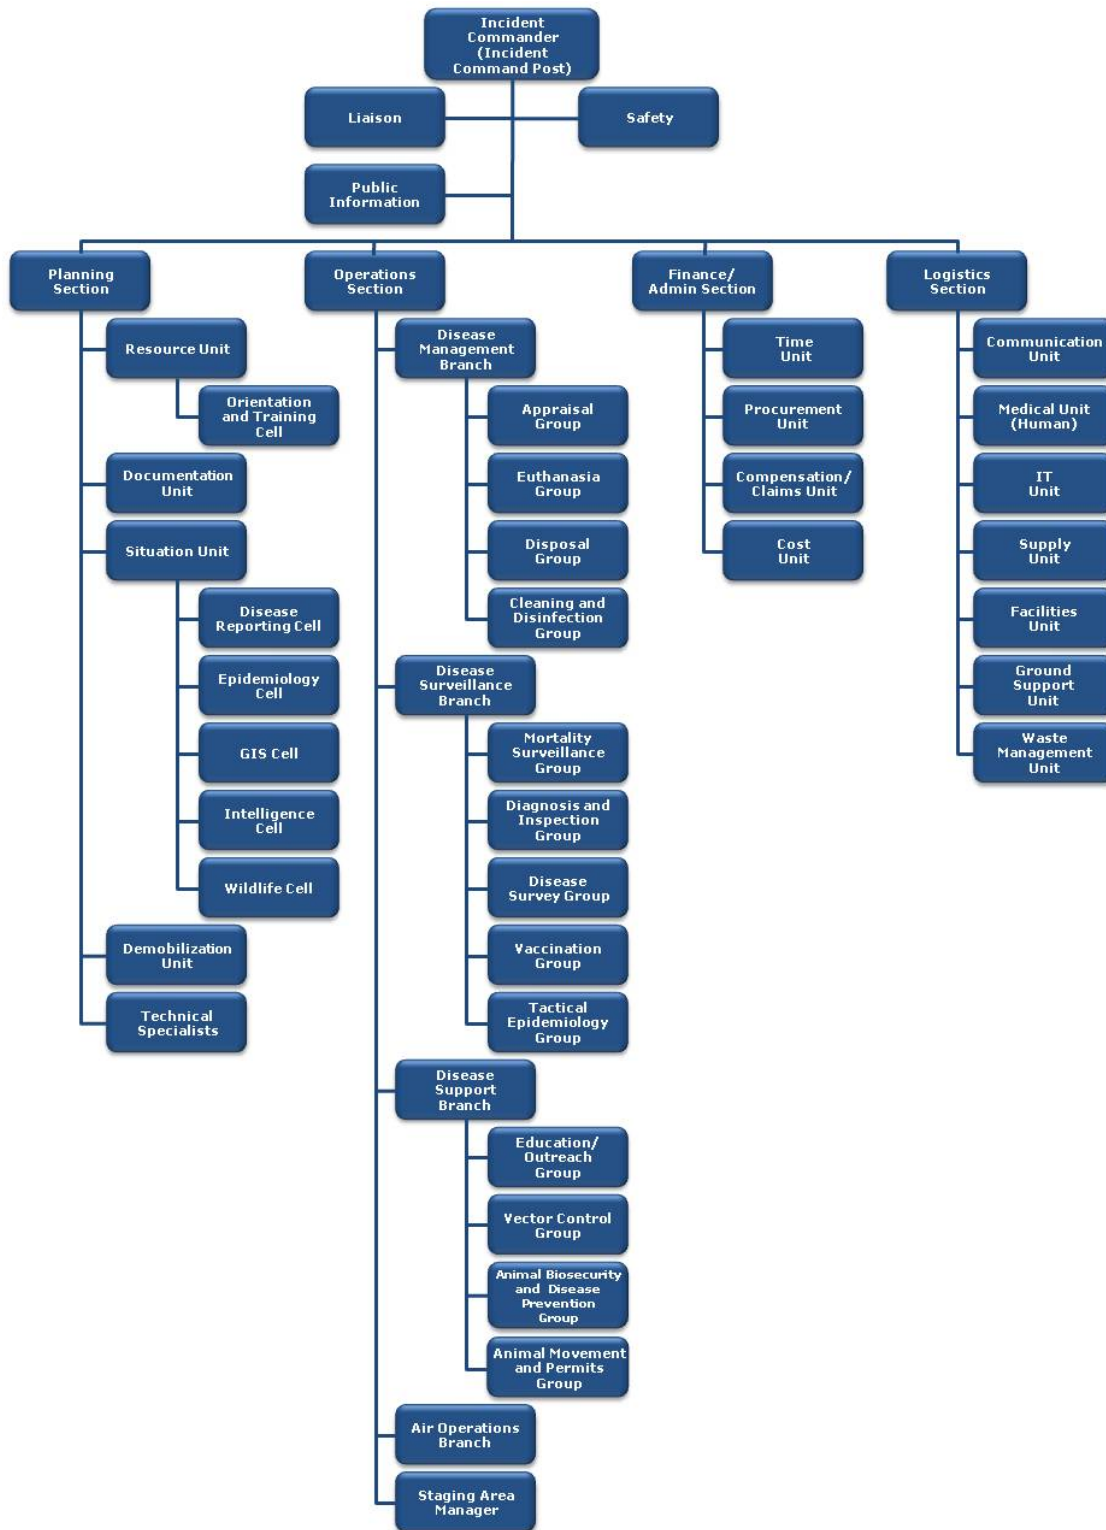 Incident
Commander
(Incident
Command Post)
Liaison
Safety
Public
Information
Planning
Section
Resource Unit
Orientation
and Training
Cell
Documentation
Unit
Situation Unit
Disease
Reporting Cell
Epidemiology
Cell
GIS Cell
Intelligence
Cell
Wildlife Cell
Demobilization
Unit
Technical
Specialists
Operations
Section
Disease
Management
Branch
Appraisal
Group
Euthanasia
Group
Disposal
Group
Cleaning and
Disinfection
Group
Disease
Surveillance
Branch
Mortality
Surveillance
Group
Diagnosis and
Inspection
Group
Disease
Survey Group
Vaccination
Group
Tactical
Epidemiology
Group
Disease
Support
Branch
Education/
Outreach
Group
Vector Control
Group
Animal Biosecurity
and Disease
Prevention
Group
Animal Movement
and Permits
Group
Air Operations
Branch
Staging Area
Manager
Finance/
Admin Section
Time
Unit
Procurement
Unit
Compensation/
Claims Unit
Cost
Unit
Logistics
Section
Communication
Unit
Medical Unit
(Human)
IT
Unit
Supply
Unit
Facilities
Unit
Ground
Support
Unit
Waste
Management
Unit